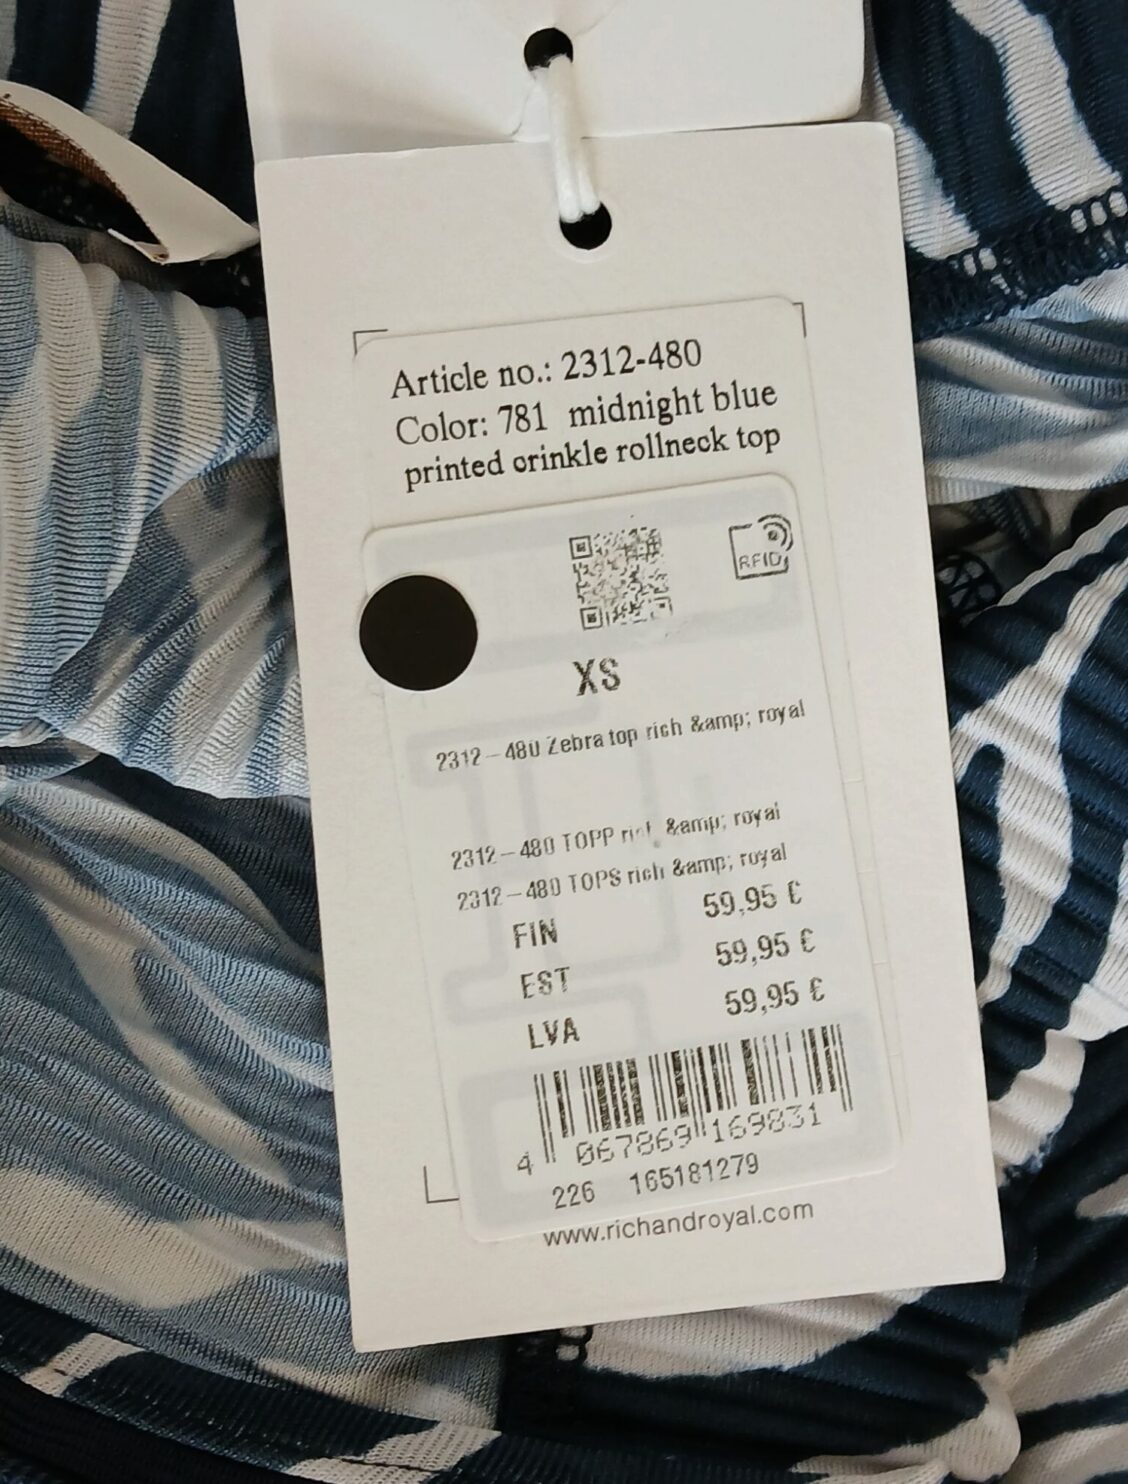 Article no.: 2312-480
Color: 781 midnight blue
printed crinkle rollneck top
RFID
XS
2312-480 Zebra top rich &amp; royal
2312-480 TOPP rich &amp; royal
2312-480 TOPS rich &amp; royal
FIN 59,95 €
EST 59,95 €
LVA 59,95 €
4 067869 169831
226 165181279
www.richandroyal.com